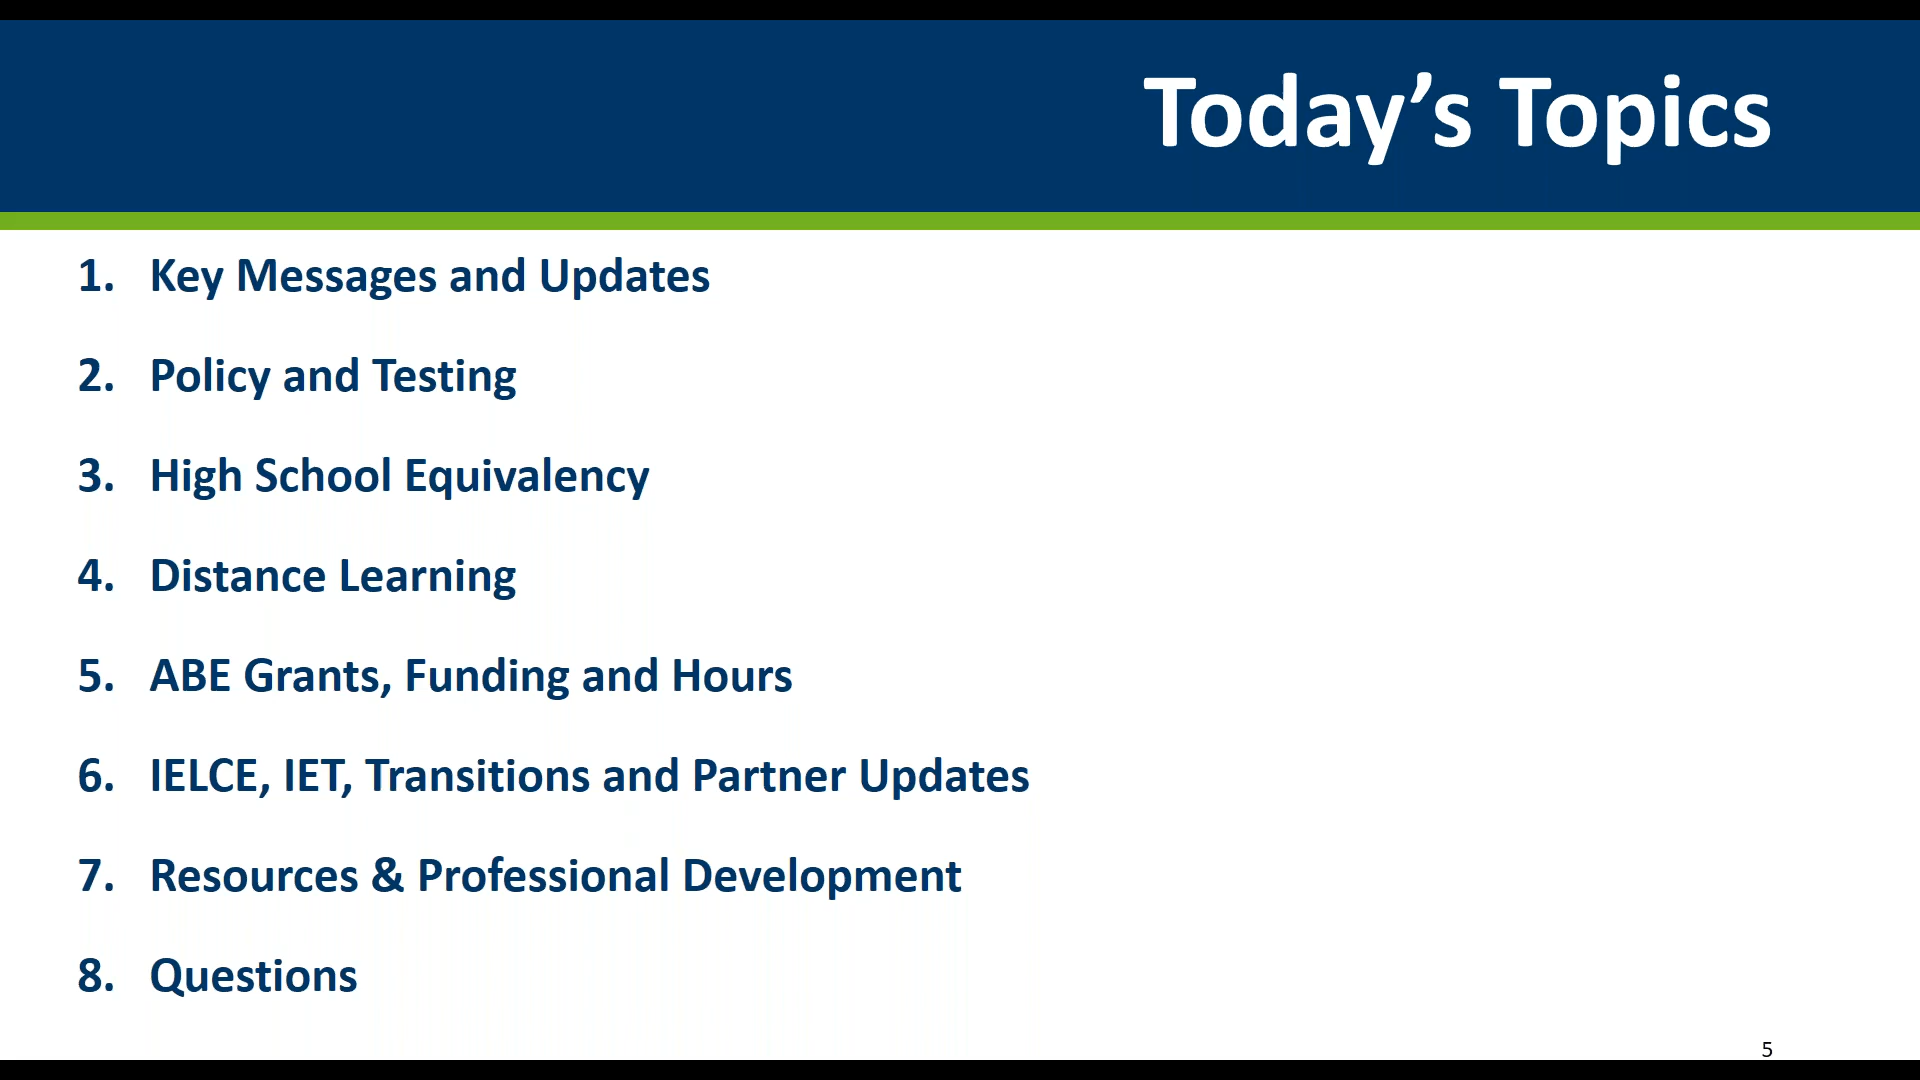 Today’s Topics
1. Key Messages and Updates
2. Policy and Testing
3. High School Equivalency
4. Distance Learning
5. ABE Grants, Funding and Hours
6. IELCE, IET, Transitions and Partner Updates
7. Resources & Professional Development
8. Questions
5